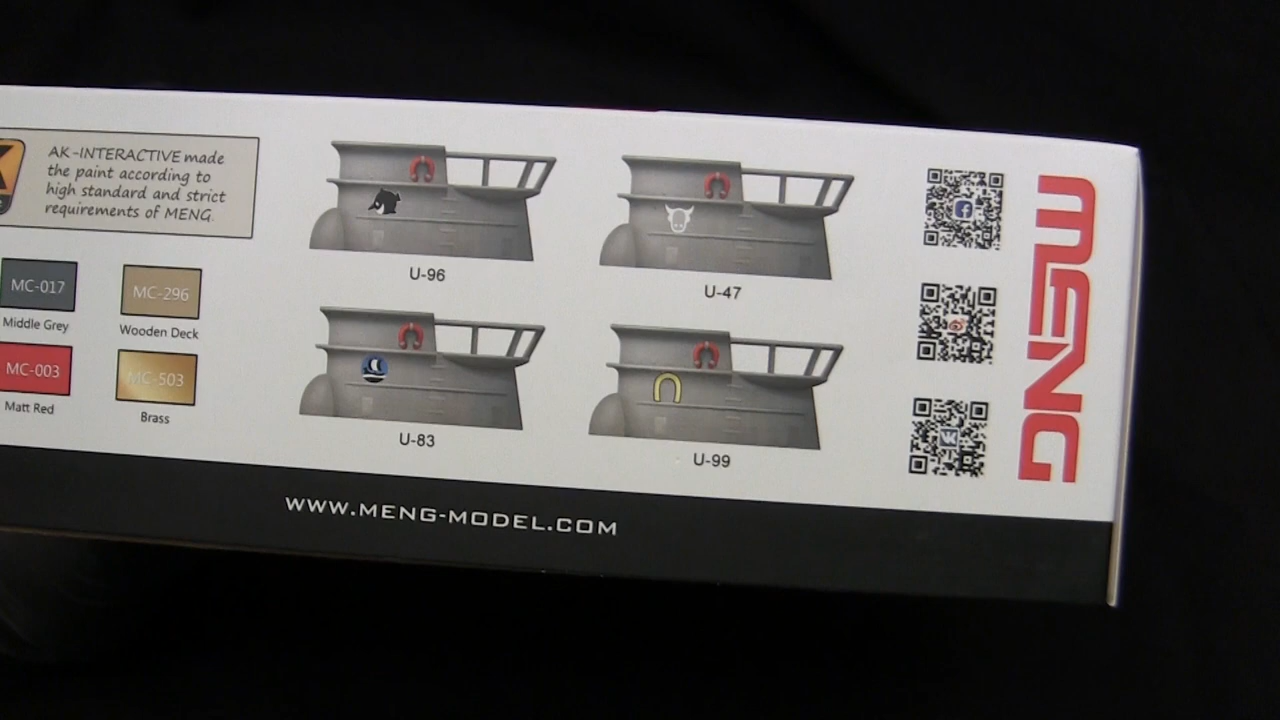 AK-INTERACTIVE made
the paint according to
high standard and strict
requirements of MENG.
MC-017
Middle Grey
MC-296
Wooden Deck
MC-003
Matt Red
MC-503
Brass
U-96
U-47
U-83
U-99
MENG
WWW.MENG-MODEL.COM